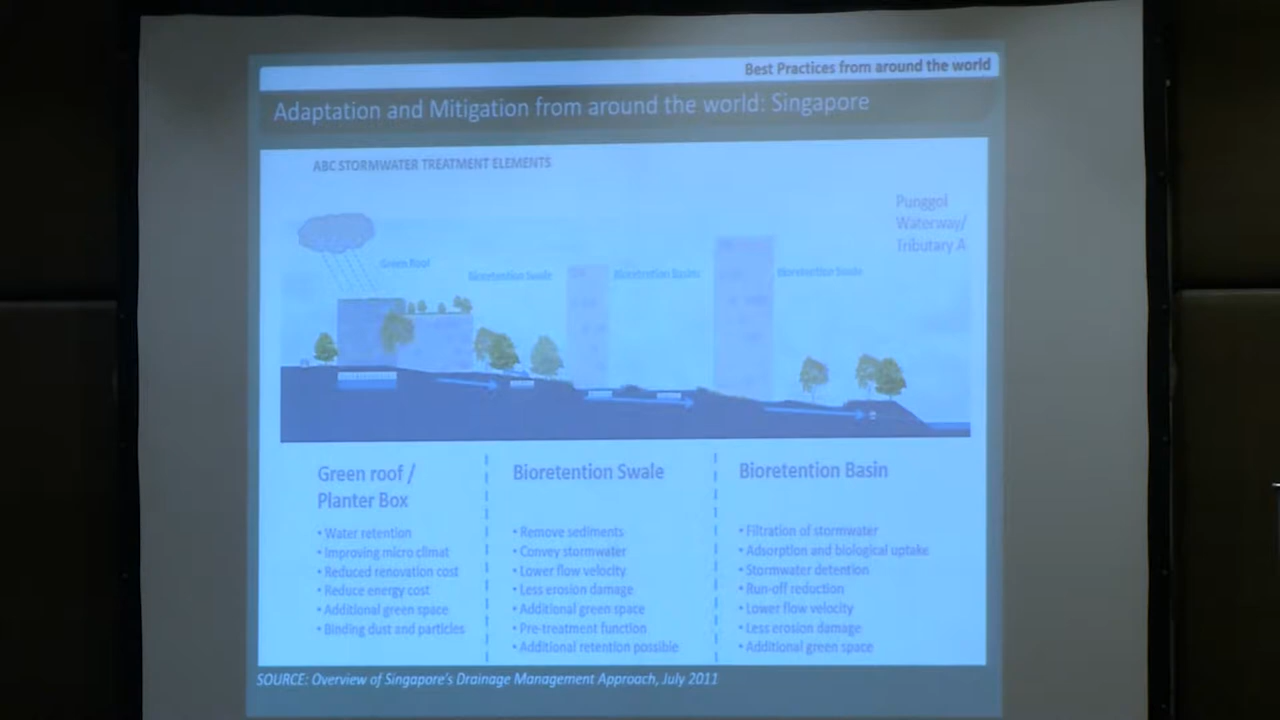 Best Practices from around the world
Adaptation and Mitigation from around the world: Singapore
ABC STORMWATER TREATMENT ELEMENTS
Punggol
Waterway/
Tributary A
Green Roof
Bioretention Swale
Bioretention Basins
Bioretention Swale
Green roof /
Planter Box
• Water retention
• Improving micro climat
• Reduced renovation cost
• Reduce energy cost
• Additional green space
• Binding dust and particles
Bioretention Swale
• Remove sediments
• Convey stormwater
• Lower flow velocity
• Less erosion damage
• Additional green space
• Pre-treatment function
• Additional retention possible
Bioretention Basin
• Filtration of stormwater
• Adsorption and biological uptake
• Stormwater detention
• Run-off reduction
• Lower flow velocity
• Less erosion damage
• Additional green space
SOURCE: Overview of Singapore's Drainage Management Approach, July 2011